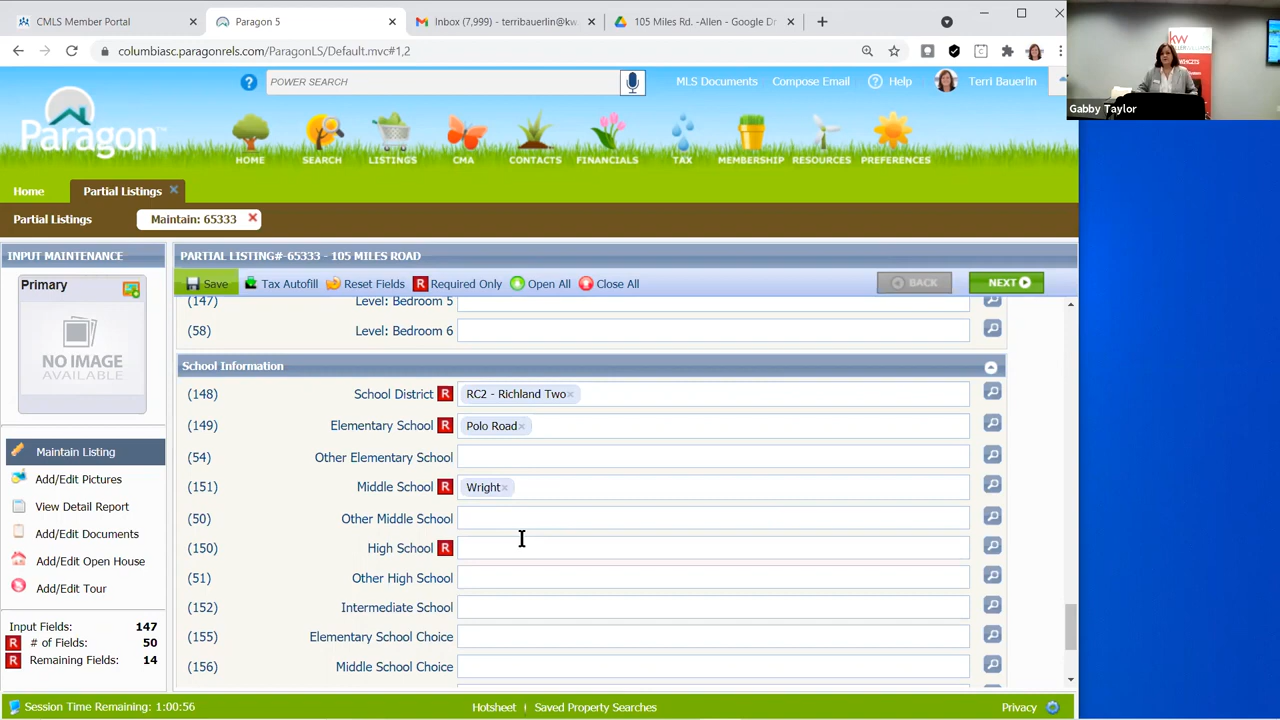 CMLS Member Portal
Paragon 5
Inbox (7,999) - terribauerlin@kw.
105 Miles Rd. -Allen - Google Dr
columbiasc.paragonrels.com/ParagonLS/Default.mvc#1,2
kw
Gabby Taylor
POWER SEARCH
MLS Documents
Compose Email
Help
Terri Bauerlin
Paragon
HOME
SEARCH
LISTINGS
CMA
CONTACTS
FINANCIALS
TAX
MEMBERSHIP
RESOURCES
PREFERENCES
Home
Partial Listings
Partial Listings
Maintain: 65333
INPUT MAINTENANCE
PARTIAL LISTING#-65333 - 105 MILES ROAD
Primary
NO IMAGE
AVAILABLE
Save
Tax Autofill
Reset Fields
R Required Only
Open All
Close All
BACK
NEXT
(147) Level: Bedroom 5
(58) Level: Bedroom 6
School Information
(148) School District R RC2 - Richland Two×
(149) Elementary School R Polo Road×
(54) Other Elementary School
(151) Middle School R Wright×
(50) Other Middle School
(150) High School R
(51) Other High School
(152) Intermediate School
(155) Elementary School Choice
(156) Middle School Choice
Maintain Listing
Add/Edit Pictures
View Detail Report
Add/Edit Documents
Add/Edit Open House
Add/Edit Tour
Input Fields: 147
R # of Fields: 50
R Remaining Fields: 14
Session Time Remaining: 1:00:56
Hotsheet
Saved Property Searches
Privacy